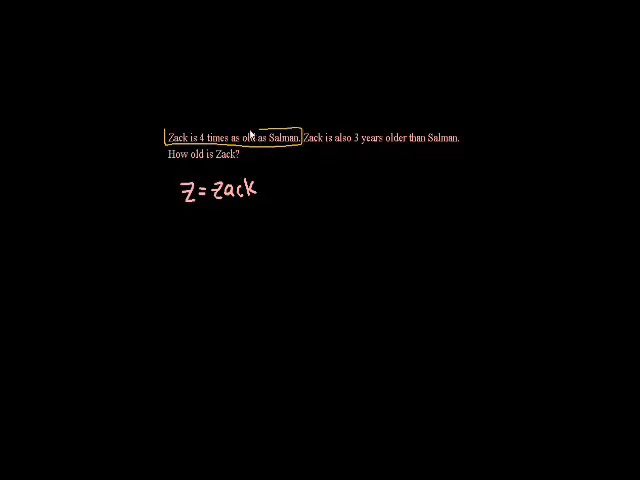 Zack is 4 times as old as Salman. Zack is also 3 years older than Salman.
How old is Zack?
Z = Zack